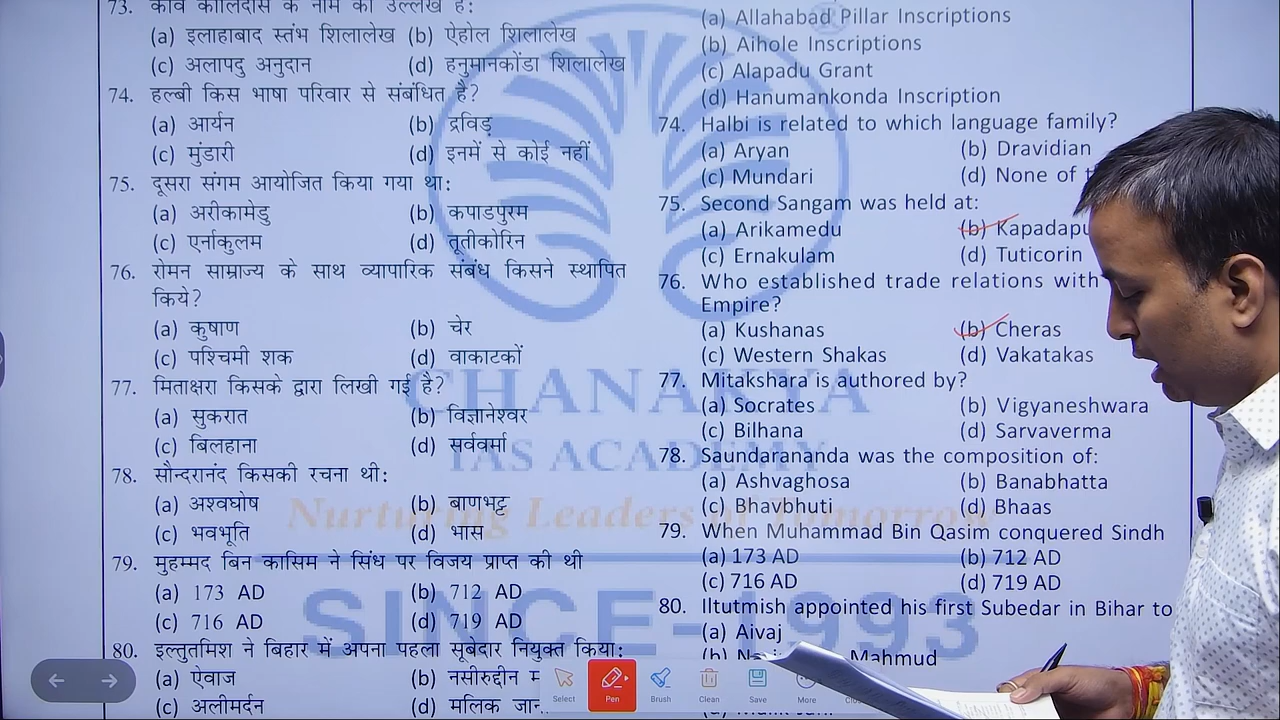 73. कवि कालिदास के नाम का उल्लेख है:
(a) इलाहाबाद स्तंभ शिलालेख (b) ऐहोल शिलालेख
(c) अलापदु अनुदान (d) हनुमानकोंडा शिलालेख
74. हल्बी किस भाषा परिवार से संबंधित है?
(a) आर्यन (b) द्रविड़
(c) मुंडारी (d) इनमें से कोई नहीं
75. दूसरा संगम आयोजित किया गया था:
(a) अरीकामेडु (b) कपाडपुरम
(c) एर्नाकुलम (d) तूतीकोरिन
76. रोमन साम्राज्य के साथ व्यापारिक संबंध किसने स्थापित
किये?
(a) कुषाण (b) चेर
(c) पश्चिमी शक (d) वाकाटकों
77. मिताक्षरा किसके द्वारा लिखी गई है?
(a) सुकरात (b) विज्ञानेश्वर
(c) बिलहाना (d) सर्ववर्मा
78. सौन्दरानंद किसकी रचना थी:
(a) अश्वघोष (b) बाणभट्ट
(c) भवभूति (d) भास
79. मुहम्मद बिन कासिम ने सिंध पर विजय प्राप्त की थी
(a) 173 AD (b) 712 AD
(c) 716 AD (d) 719 AD
80. इल्तुतमिश ने बिहार में अपना पहला सूबेदार नियुक्त किया:
(a) ऐवाज (b) नसीरुद्दीन
(c) अलीमर्दन (d) मलिक जान
(a) Allahabad Pillar Inscriptions
(b) Aihole Inscriptions
(c) Alapadu Grant
(d) Hanumankonda Inscription
74. Halbi is related to which language family?
(a) Aryan (b) Dravidian
(c) Mundari (d) None of
75. Second Sangam was held at:
(a) Arikamedu (b) Kapadapu
(c) Ernakulam (d) Tuticorin
76. Who established trade relations with
Empire?
(a) Kushanas (b) Cheras
(c) Western Shakas (d) Vakatakas
77. Mitakshara is authored by?
(a) Socrates (b) Vigyaneshwara
(c) Bilhana (d) Sarvaverma
78. Saundarananda was the composition of:
(a) Ashvaghosa (b) Banabhatta
(c) Bhavbhuti (d) Bhaas
79. When Muhammad Bin Qasim conquered Sindh
(a) 173 AD (b) 712 AD
(c) 716 AD (d) 719 AD
80. Iltutmish appointed his first Subedar in Bihar to
(a) Aivaj
(b) Mahmud
CHANAKYA
IAS ACADEMY
Nurturing Leaders of Tomorrow
SINCE-1993
Select Pen Brush Clean Save More